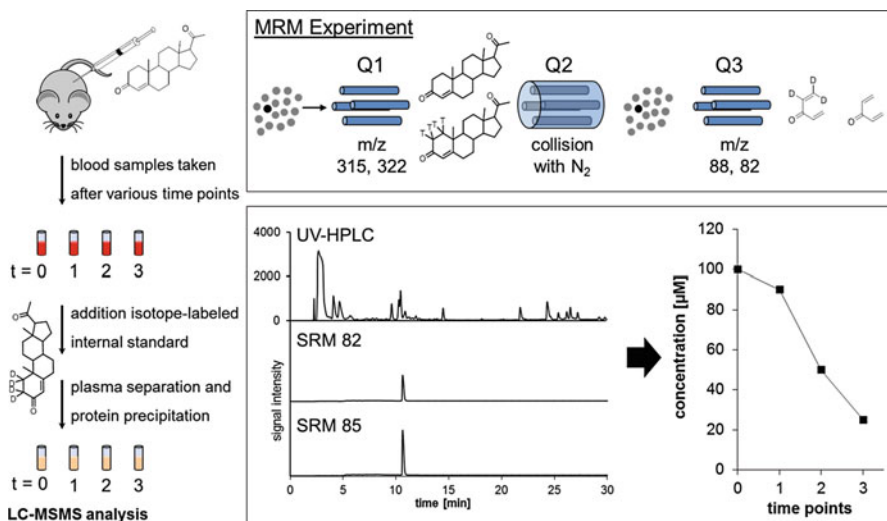 blood samples taken
after various time points
t = 0 1 2 3
addition isotope-labeled
internal standard
plasma separation and
protein precipitation
t = 0 1 2 3
LC-MSMS analysis
O
O
O
D
D
D
D
O
MRM Experiment
Q1
Q2
Q3
m/z
315, 322
collision
with N2
m/z
88, 82
O
O
T
T
T
O
O
D
D
D
O
O
UV-HPLC
4000
2000
0
SRM 82
SRM 85
signal intensity
0 5 10 15 20 25 30
time [min]
120
100
80
60
40
20
0
concentration [µM]
0 1 2 3
time points